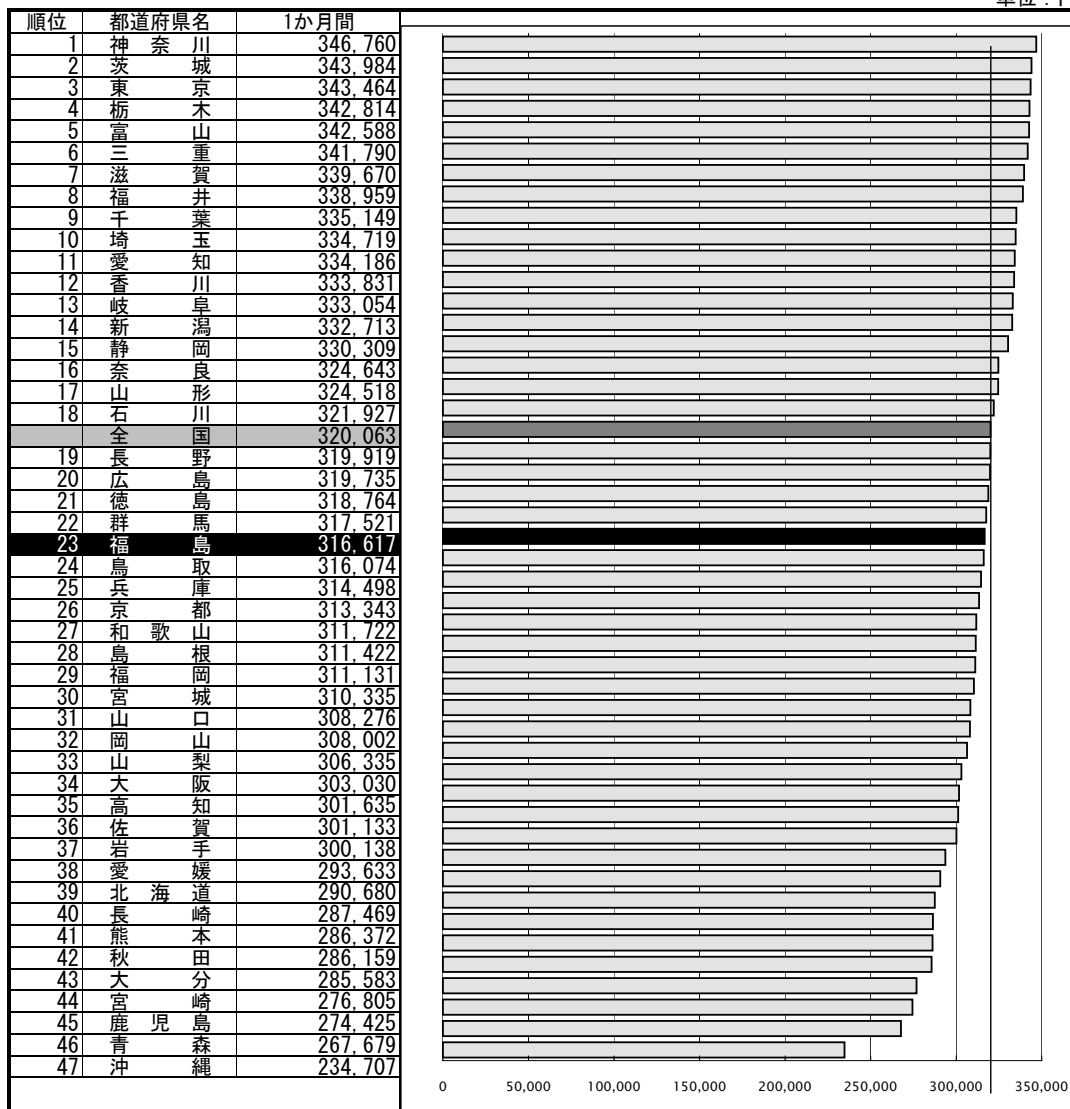 順位 都道府県名 1か月間
1 神奈川 346,760
2 茨城 343,984
3 東京 343,464
4 栃木 342,814
5 富山 342,588
6 三重 341,790
7 滋賀 339,670
8 福井 338,959
9 千葉 335,149
10 埼玉 334,719
11 愛知 334,186
12 香川 333,831
13 岐阜 333,054
14 新潟 332,713
15 静岡 330,309
16 奈良 324,643
17 山形 324,518
18 石川 321,927
全国 320,063
19 長野 319,919
20 広島 319,735
21 徳島 318,764
22 群馬 317,521
23 福島 316,617
24 鳥取 316,074
25 兵庫 314,498
26 京都 313,343
27 和歌山 311,722
28 島根 311,422
29 福岡 311,131
30 宮城 310,335
31 山口 308,276
32 岡山 308,002
33 山梨 306,335
34 大阪 303,030
35 高知 301,635
36 佐賀 301,133
37 岩手 300,138
38 愛媛 293,633
39 北海道 290,680
40 長崎 287,469
41 熊本 286,372
42 秋田 286,159
43 大分 285,583
44 宮崎 276,805
45 鹿児島 274,425
46 青森 267,679
47 沖縄 234,707
0 50,000 100,000 150,000 200,000 250,000 300,000 350,000